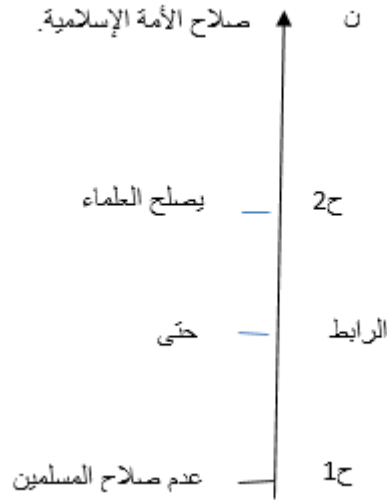 ن صلاح الأمة الإسلامية.
ح2 يصلح العلماء
الرابط حتى
ح1 عدم صلاح المسلمين